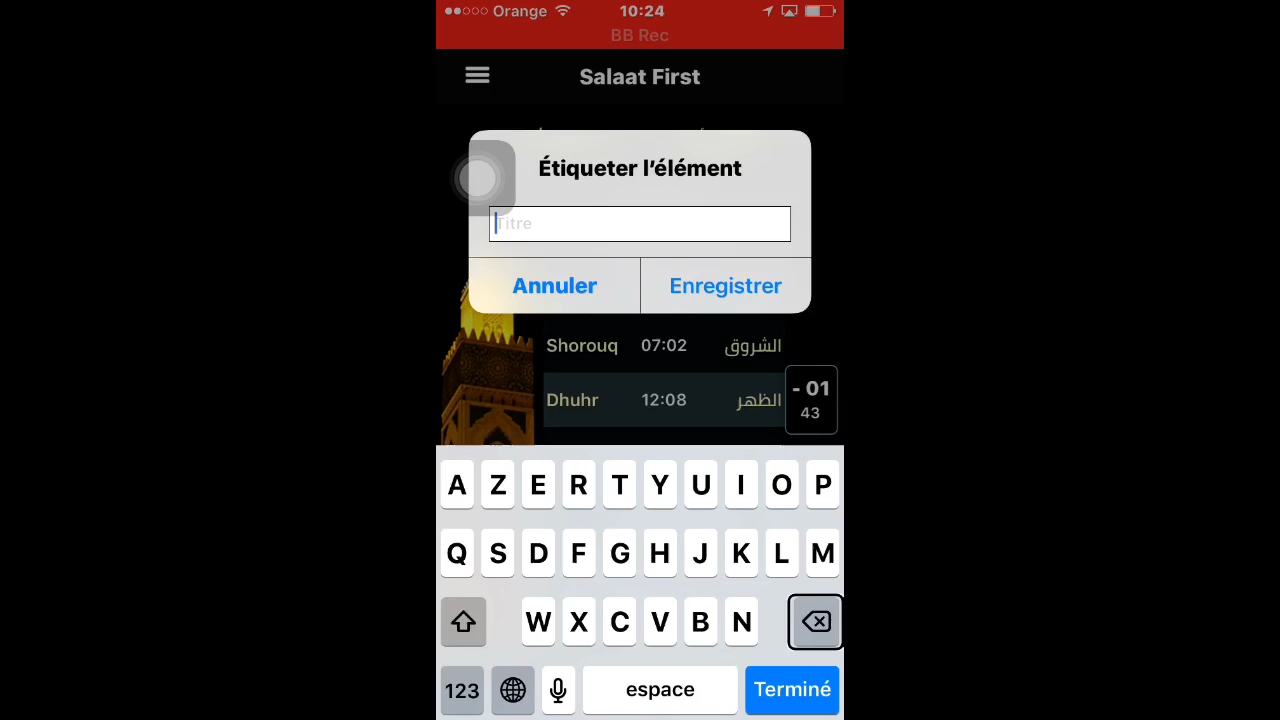 Orange 10:24
BB Rec
Salaat First
Étiqueter l'élément
Titre
Annuler Enregistrer
Shorouq 07:02 الشروق
Dhuhr 12:08 الظهر
- 01
43
A Z E R T Y U I O P
Q S D F G H J K L M
W X C V B N
123 espace Terminé